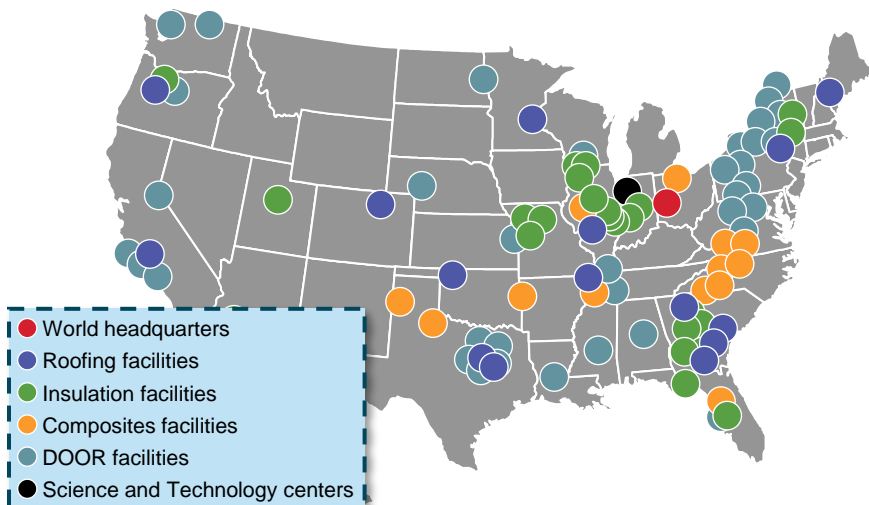 World headquarters
Roofing facilities
Insulation facilities
Composites facilities
DOOR facilities
Science and Technology centers